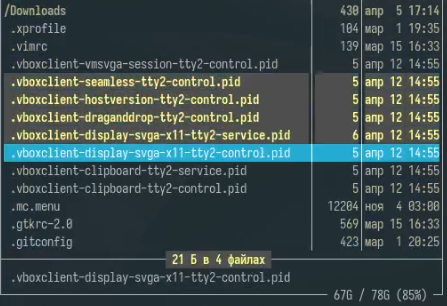 /Downloads 430 апр 5 17:14
.xprofile 104 мар 1 19:35
.vimrc 139 мар 15 16:33
.vboxclient-vmsvga-session-tty2-control.pid 5 апр 12 14:55
.vboxclient-seamless-tty2-control.pid 5 апр 12 14:55
.vboxclient-hostversion-tty2-control.pid 5 апр 12 14:55
.vboxclient-draganddrop-tty2-control.pid 5 апр 12 14:55
.vboxclient-display-svga-x11-tty2-service.pid 6 апр 12 14:55
.vboxclient-display-svga-x11-tty2-control.pid 5 апр 12 14:55
.vboxclient-clipboard-tty2-service.pid 5 апр 12 14:55
.vboxclient-clipboard-tty2-control.pid 5 апр 12 14:55
.mc.menu 12204 ноя 4 03:00
.gtkrc-2.0 569 мар 15 16:33
.gitconfig 423 мар 1 20:25
21 Б в 4 файлах
.vboxclient-display-svga-x11-tty2-control.pid
67G / 78G (85%)